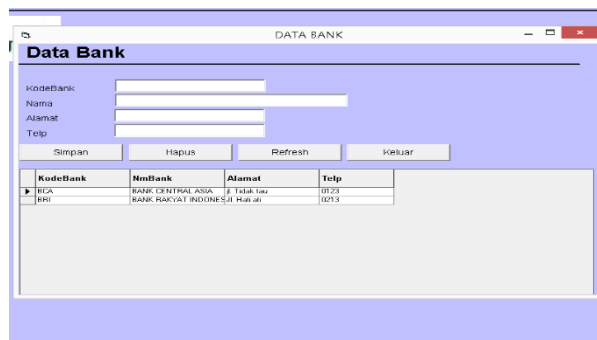 DATA BANK
Data Bank
KodeBank
Nama
Alamat
Telp
Simpan Hapus Refresh Keluar
KodeBank NmBank Alamat Telp
BCA BANK CENTRAL ASIA jl. Tidak tau 0123
BRI BANK RAKYAT INDONES Jl. Hati ati 0213